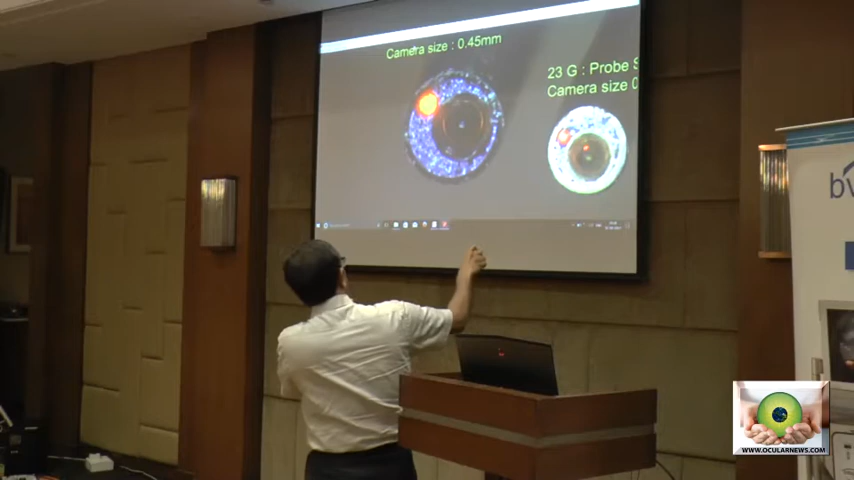 Camera size : 0.45mm
23 G : Probe S
Camera size 0
bv
WWW.OCULARNEWS.COM